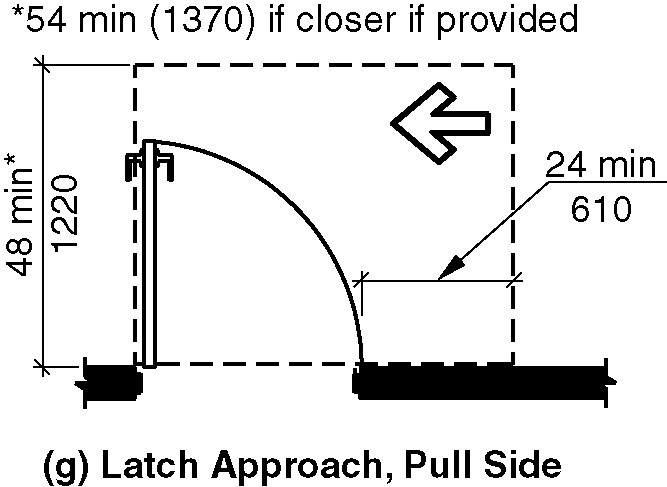 *54 min (1370) if closer if provided
48 min*
1220
24 min
610
(g) Latch Approach, Pull Side